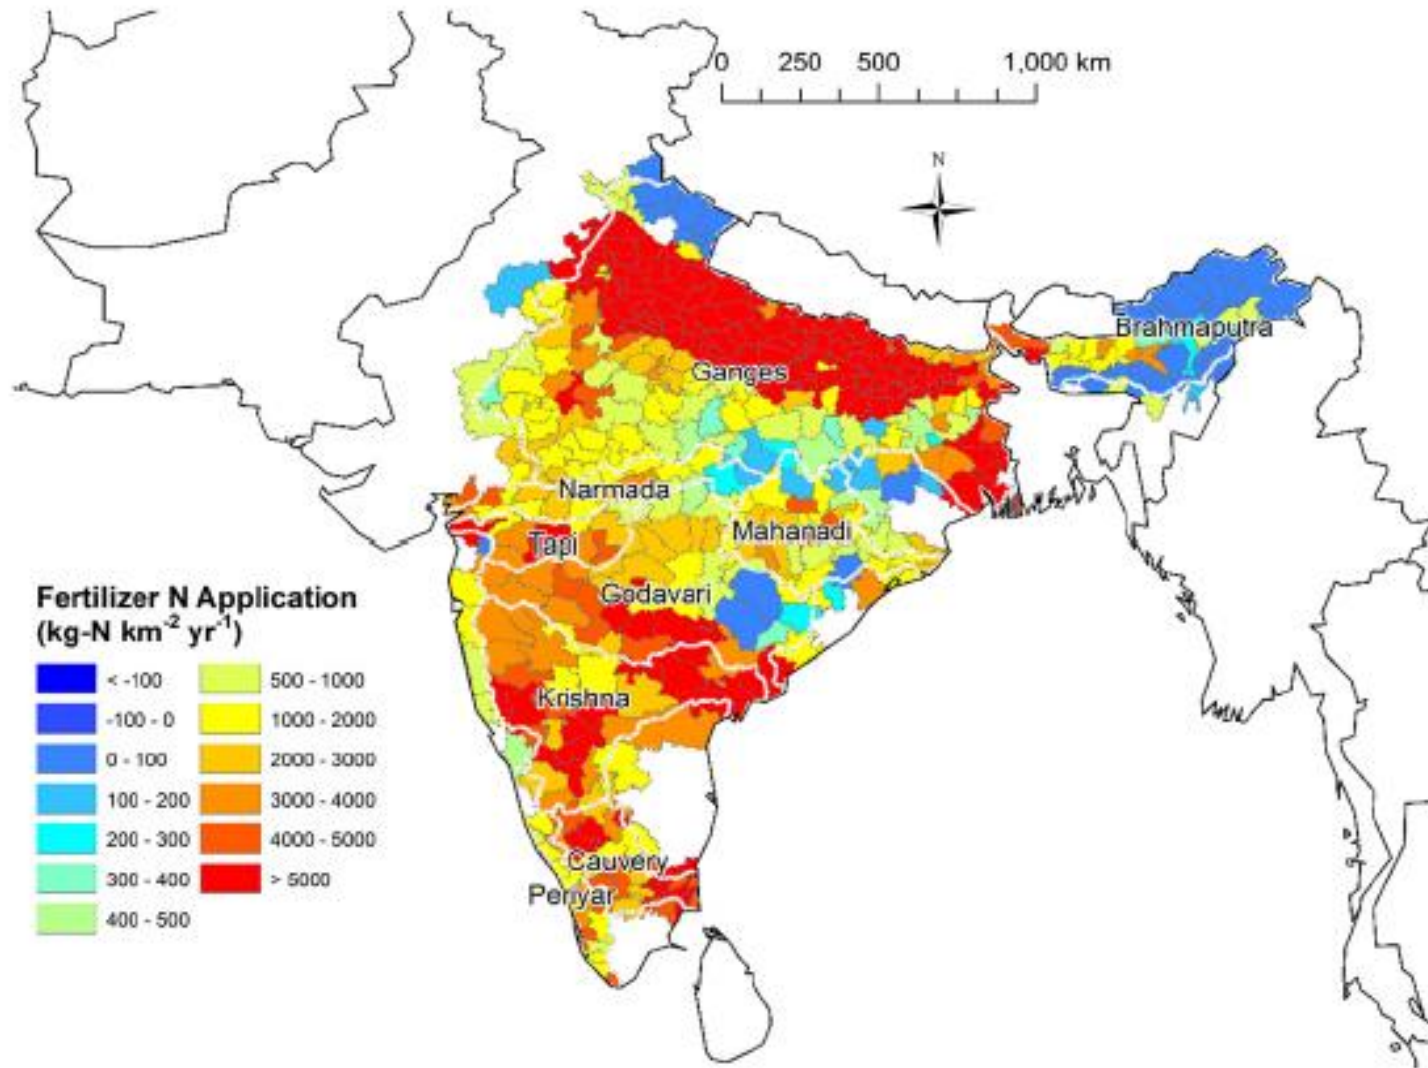 0 250 500 1,000 km
N
Brahmaputra
Ganges
Narmada
Mahanadi
Tapi
Godavari
Krishna
Cauvery
Periyar
Fertilizer N Application
(kg-N km-2 yr-1)
< -100
-100 - 0
0 - 100
100 - 200
200 - 300
300 - 400
400 - 500
500 - 1000
1000 - 2000
2000 - 3000
3000 - 4000
4000 - 5000
> 5000